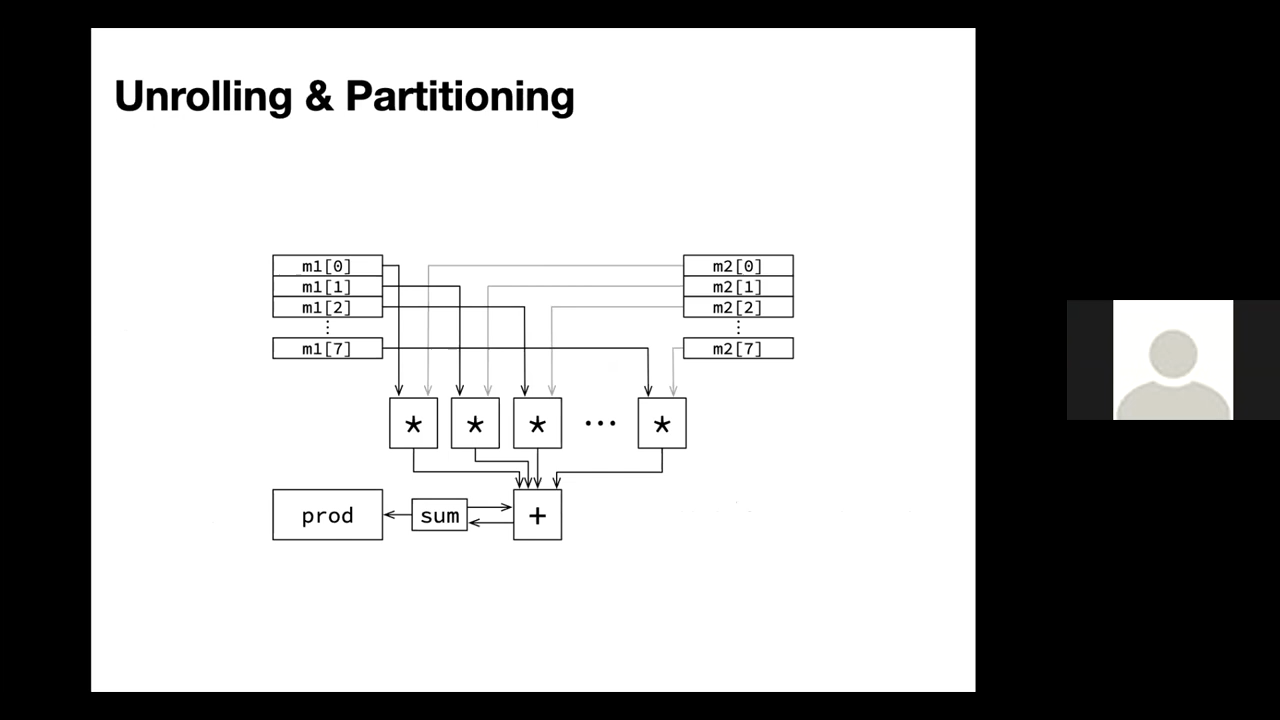 Unrolling & Partitioning
m1[0]
m2[0]
m1[1]
m2[1]
m1[2]
m2[2]
⋮
⋮
m1[7]
m2[7]
* * * ... *
prod
sum
+